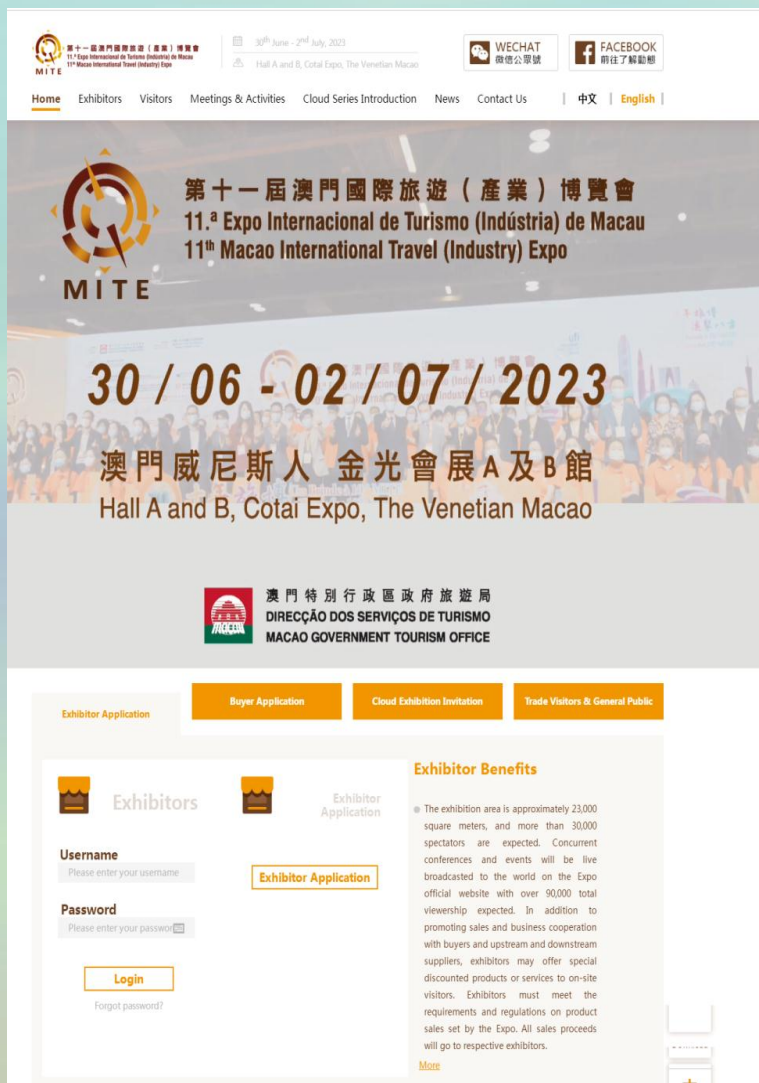 第十一屆澳門國際旅遊（產業）博覽會
11.ª Expo Internacional de Turismo (Indústria) de Macau
11th Macao International Travel (Industry) Expo
MITE
30th June - 2nd July, 2023
Hall A and B, Cotai Expo, The Venetian Macao
WECHAT
微信公眾號
FACEBOOK
前往了解動態
Home Exhibitors Visitors Meetings & Activities Cloud Series Introduction News Contact Us | 中文 | English |
第十一屆澳門國際旅遊（產業）博覽會
11.ª Expo Internacional de Turismo (Indústria) de Macau
11th Macao International Travel (Industry) Expo
MITE
30 / 06 - 02 / 07 / 2023
澳門威尼斯人 金光會展A及B館
Hall A and B, Cotai Expo, The Venetian Macao
澳門特別行政區政府旅遊局
DIRECÇÃO DOS SERVIÇOS DE TURISMO
MACAO GOVERNMENT TOURISM OFFICE
Exhibitor Application
Buyer Application
Cloud Exhibition Invitation
Trade Visitors & General Public
Exhibitors
Username
Please enter your username
Password
Please enter your passwor
Login
Forgot password?
Exhibitor
Application
Exhibitor Application
Exhibitor Benefits
The exhibition area is approximately 23,000
square meters, and more than 30,000
spectators are expected. Concurrent
conferences and events will be live
broadcasted to the world on the Expo
official website with over 90,000 total
viewership expected. In addition to
promoting sales and business cooperation
with buyers and upstream and downstream
suppliers, exhibitors may offer special
discounted products or services to on-site
visitors. Exhibitors must meet the
requirements and regulations on product
sales set by the Expo. All sales proceeds
will go to respective exhibitors.
More